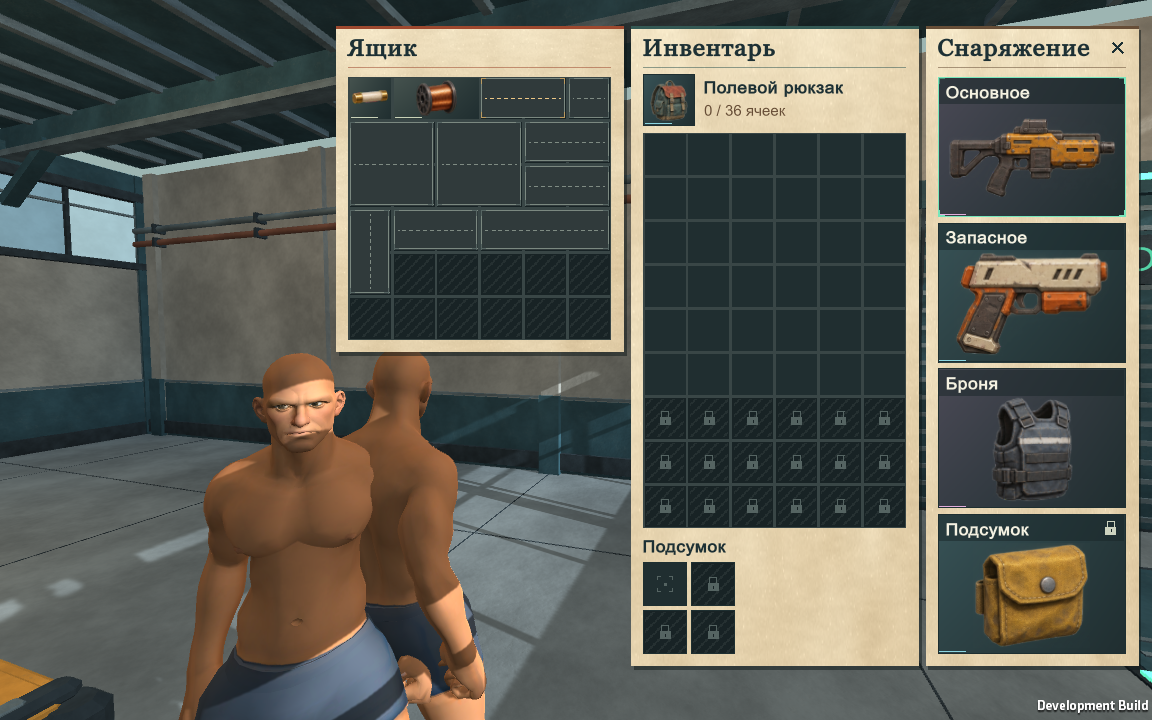 Ящик
Инвентарь
Полевой рюкзак
0 / 36 ячеек
Подсумок
Снаряжение
Основное
Запасное
Броня
Подсумок
Development Build